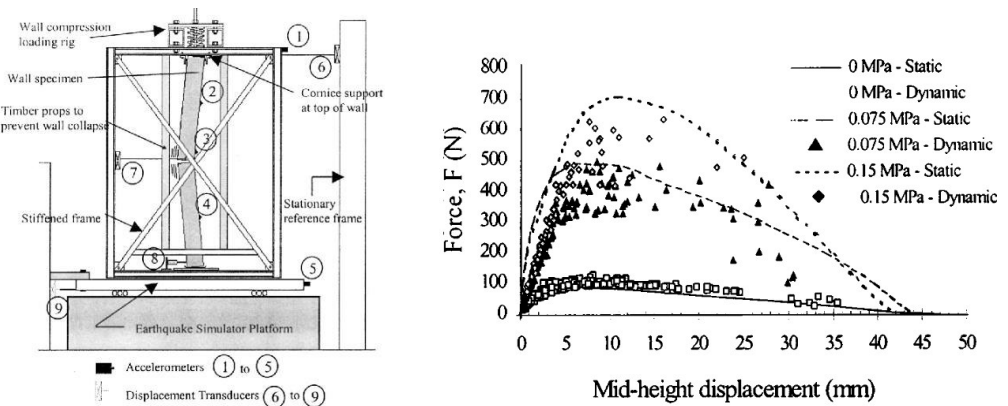 Wall compression
loading rig
1
6
Wall specimen
2
Cornice support
at top of wall
Timber props to
prevent wall collapse
3
7
4
Stationary
reference frame
Stiffened frame
8
5
9
Earthquake Simulator Platform
Accelerometers 1 to 5
Displacement Transducers 6 to 9
Force, F (N)
800
700
600
500
400
300
200
100
0
0 5 10 15 20 25 30 35 40 45 50
Mid-height displacement (mm)
0 MPa - Static
0 MPa - Dynamic
0.075 MPa - Static
0.075 MPa - Dynamic
0.15 MPa - Static
0.15 MPa - Dynamic